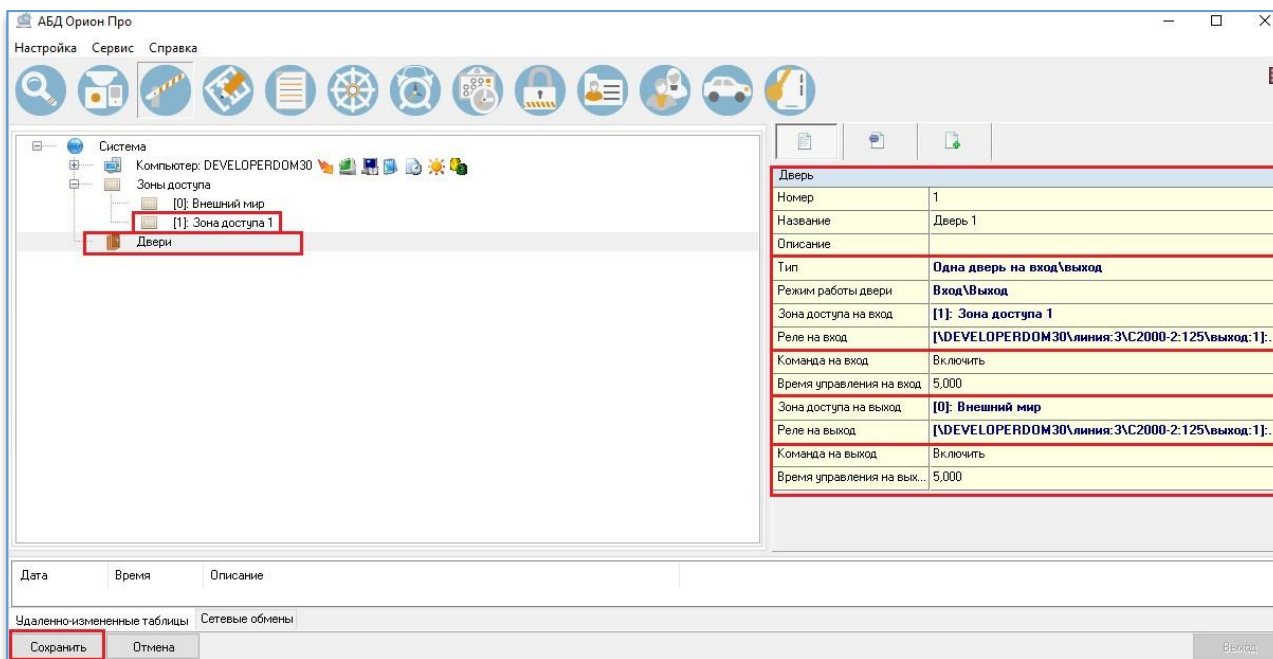 АБД Орион Про
Настройка Сервис Справка
Система
Компьютер: DEVELOPERDOM30
Зоны доступа
[0]: Внешний мир
[1]: Зона доступа 1
Двери
Дверь
Номер 1
Название Дверь 1
Описание
Тип Одна дверь на вход\выход
Режим работы двери Вход\Выход
Зона доступа на вход [1]: Зона доступа 1
Реле на вход [\DEVELOPERDOM30\линия:3\С2000-2:125\выход:1]:..
Команда на вход Включить
Время управления на вход 5,000
Зона доступа на выход [0]: Внешний мир
Реле на выход [\DEVELOPERDOM30\линия:3\С2000-2:125\выход:1]:..
Команда на выход Включить
Время управления на вых... 5,000
Дата Время Описание
Удаленно-измененные таблицы Сетевые обмены
Сохранить Отмена Выход